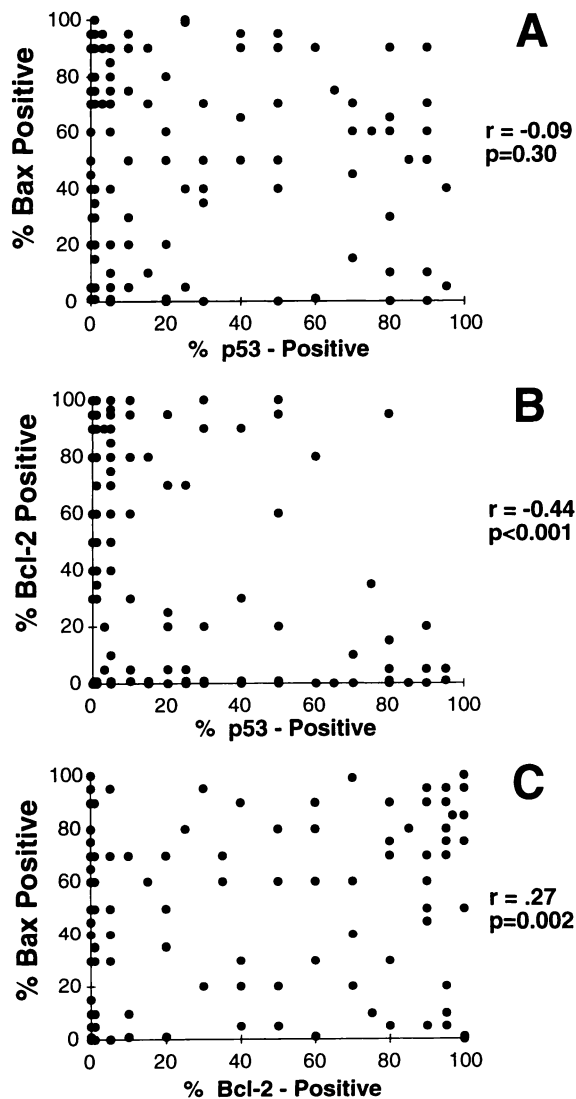 A
100
80
60
40
20
0
% Bax Positive
r = -0.09
p=0.30
0 20 40 60 80 100
% p53 - Positive
B
100
80
60
40
20
0
% Bcl-2 Positive
r = -0.44
p<0.001
0 20 40 60 80 100
% p53 - Positive
C
100
80
60
40
20
0
% Bax Positive
r = .27
p=0.002
0 20 40 60 80 100
% Bcl-2 - Positive